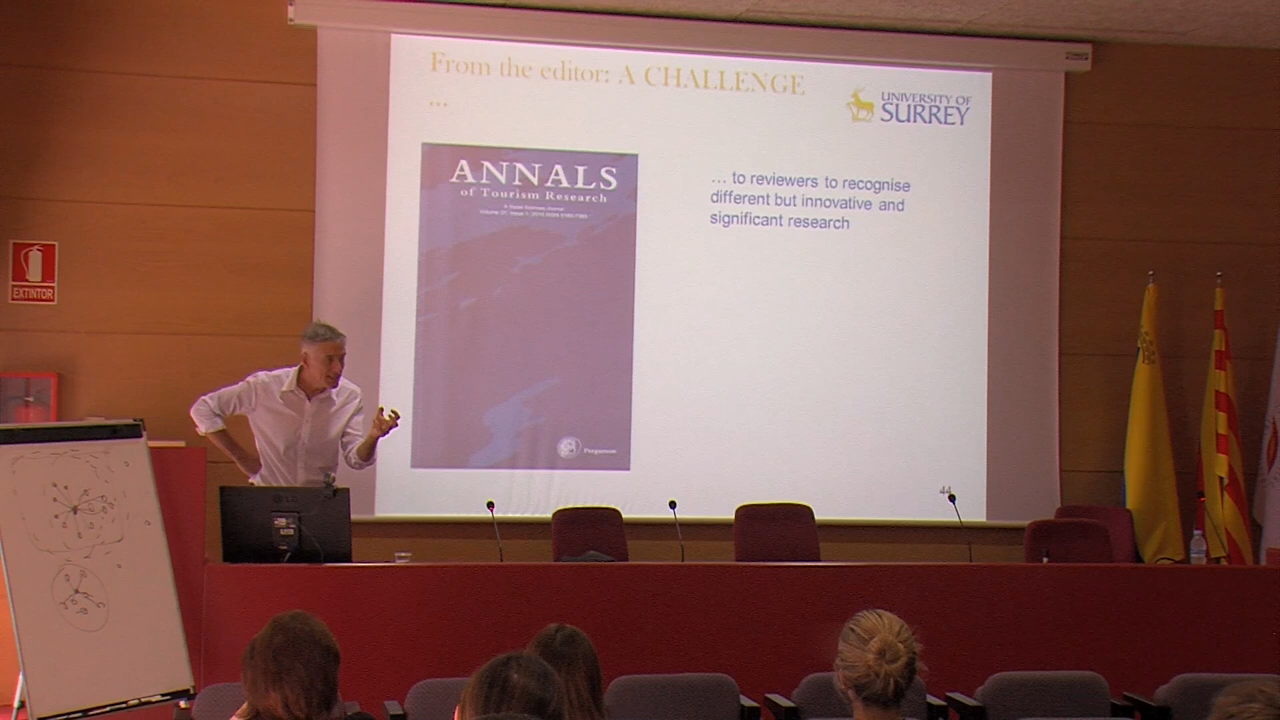 From the editor: A CHALLENGE
...
UNIVERSITY OF
SURREY
ANNALS
of Tourism Research
... to reviewers to recognise
different but innovative and
significant research
Pergamon
44
EXTINTOR
LG